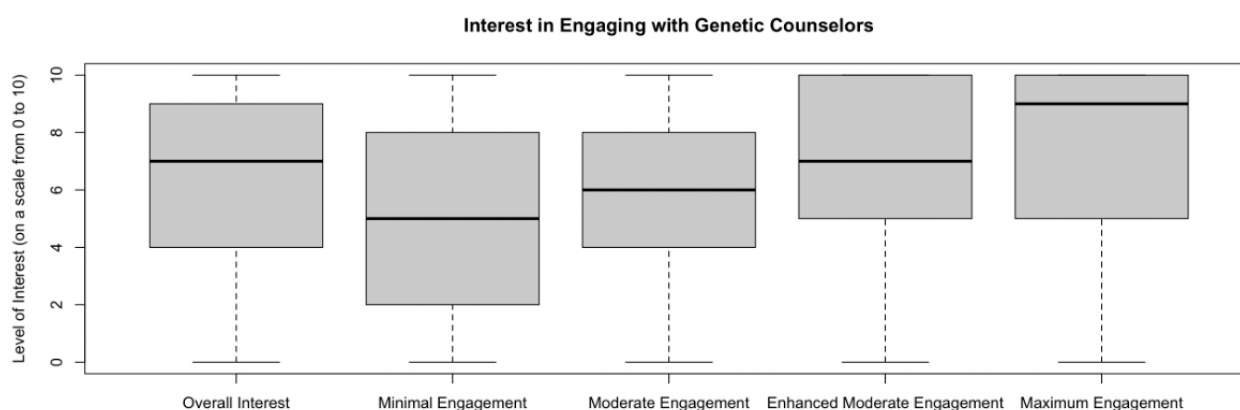 Interest in Engaging with Genetic Counselors
Level of Interest (on a scale from 0 to 10)
10
8
6
4
2
0
Overall Interest
Minimal Engagement
Moderate Engagement
Enhanced Moderate Engagement
Maximum Engagement